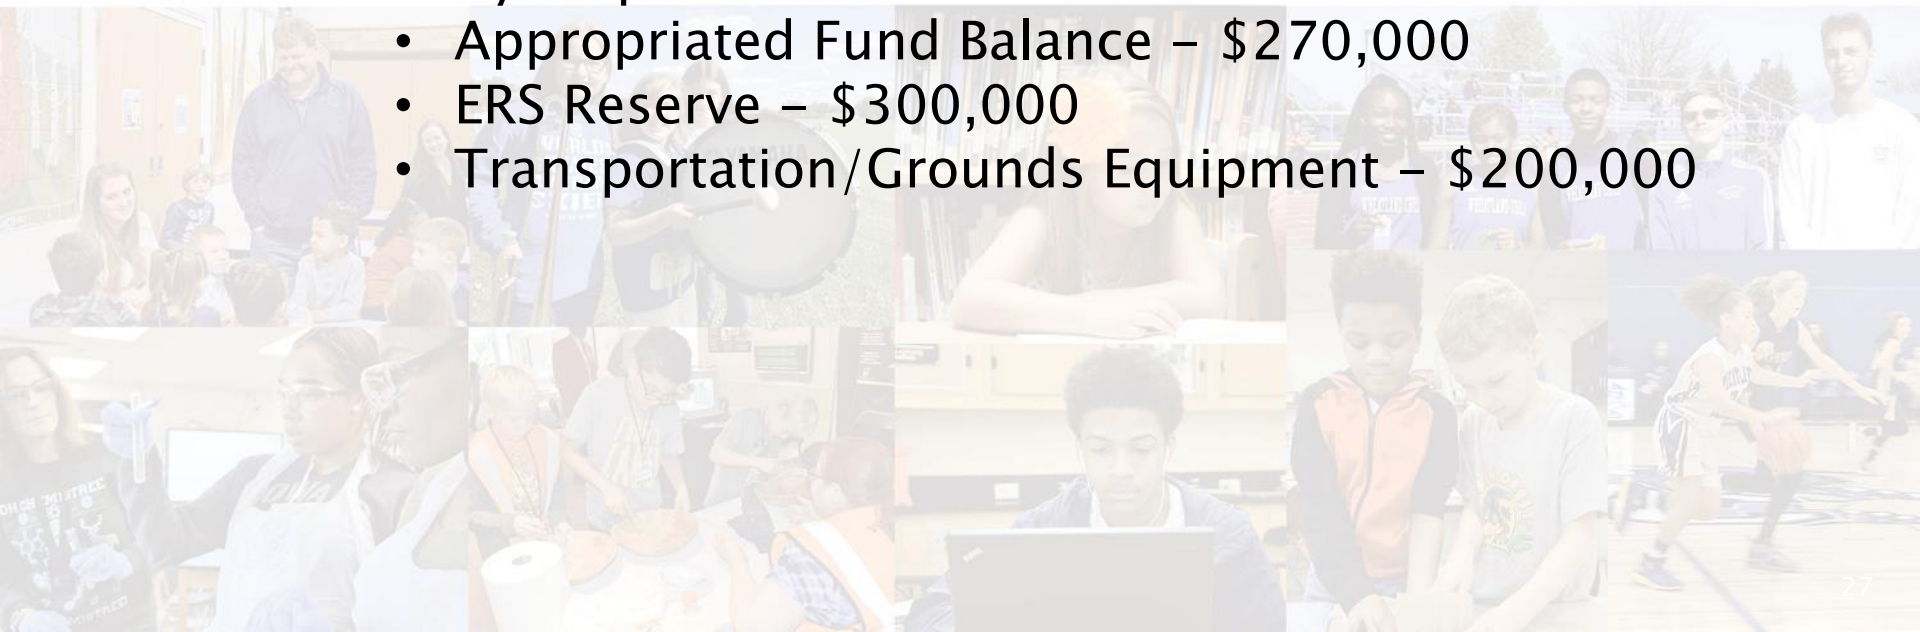 • Appropriated Fund Balance – $270,000
• ERS Reserve – $300,000
• Transportation/Grounds Equipment – $200,000
27